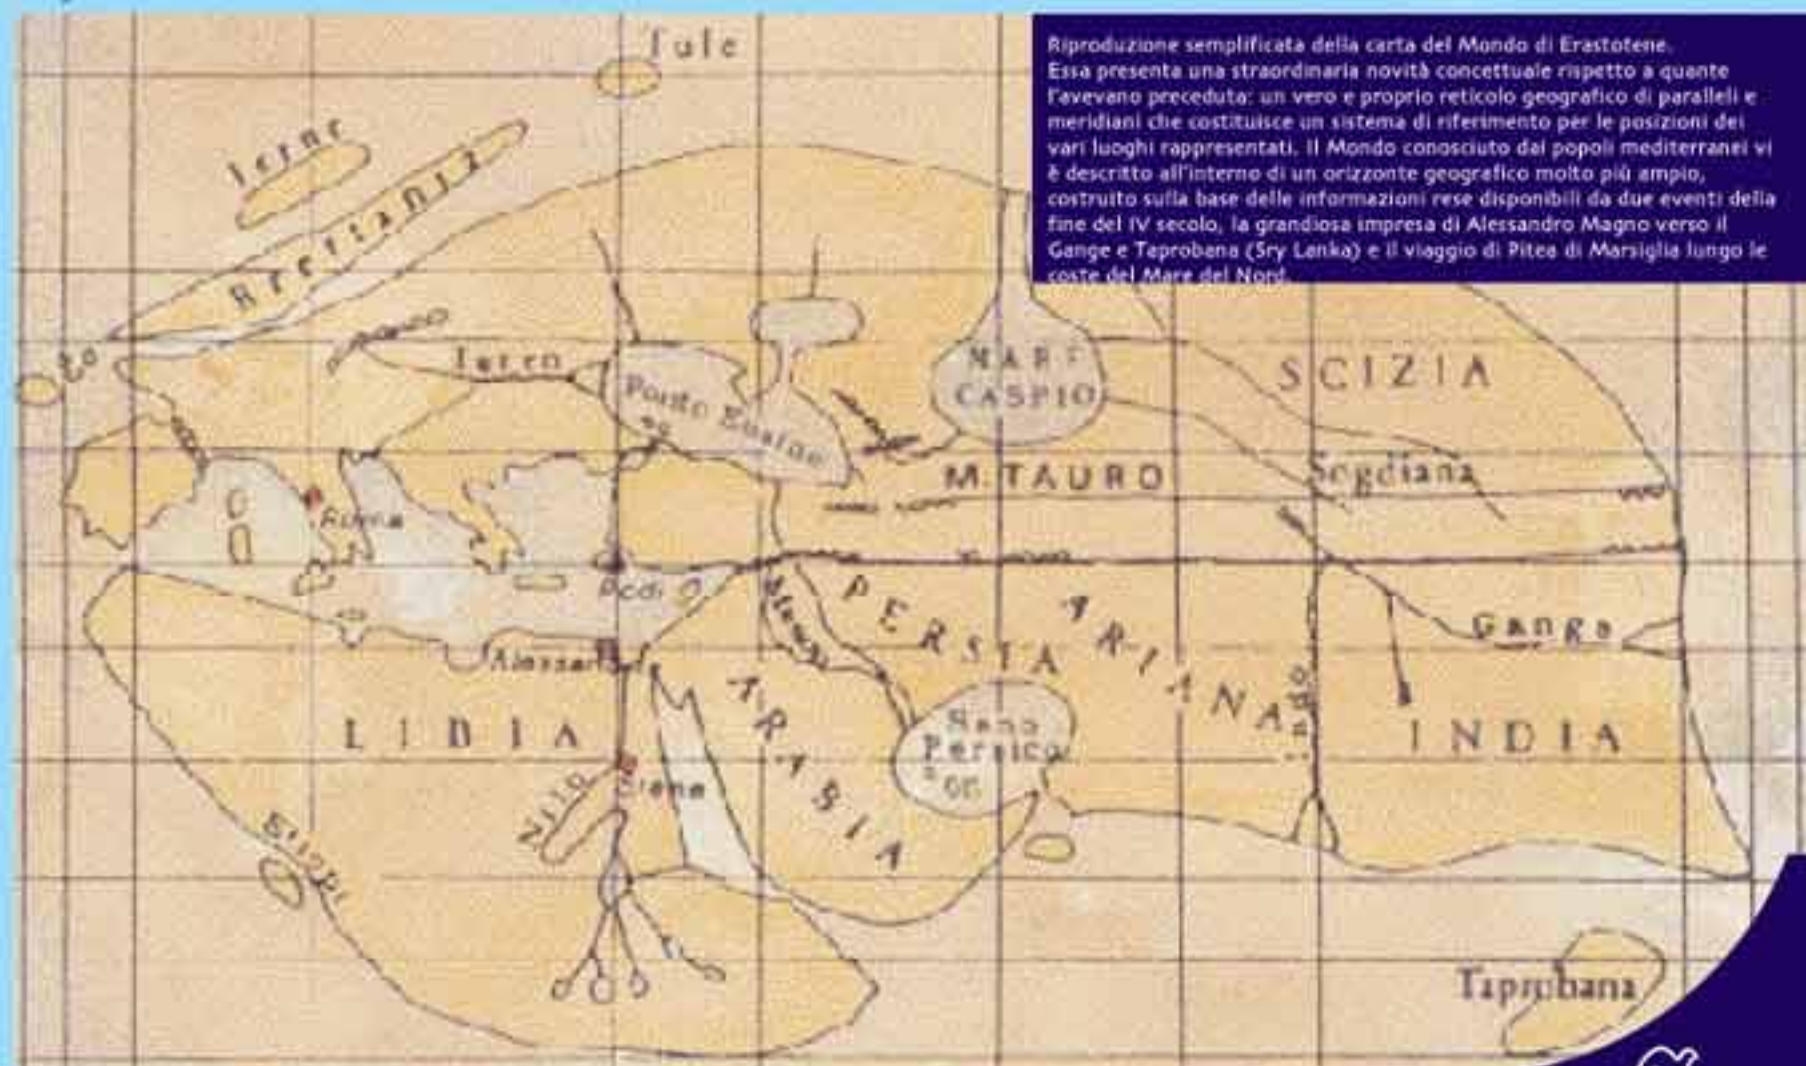 Riproduzione semplificata della carta del Mondo di Erastotene.
Essa presenta una straordinaria novità concettuale rispetto a quante
l'avevano preceduta: un vero e proprio reticolo geografico di paralleli e
meridiani che costituisce un sistema di riferimento per le posizioni dei
vari luoghi rappresentati. Il Mondo conosciuto dai popoli mediterranei vi
è descritto all'interno di un orizzonte geografico molto più ampio,
costruito sulla base delle informazioni rese disponibili da due eventi della
fine del IV secolo, la grandiosa impresa di Alessandro Magno verso il
Gange e Taprobana (Sry Lanka) e il viaggio di Pitea di Marsiglia lungo le
coste del Mare del Nord.
Tule
Ierne
Brettania
Istro
Ponto Eusino
MARE
CASPIO
SCIZIA
M. TAURO
Sogdiana
Roma
Rodi
PERSIA
ARIANA
Gange
LIBIA
ARABIA
Seno
Persico
Indo
INDIA
Nilo
Siene
Etiopi
Taprobana